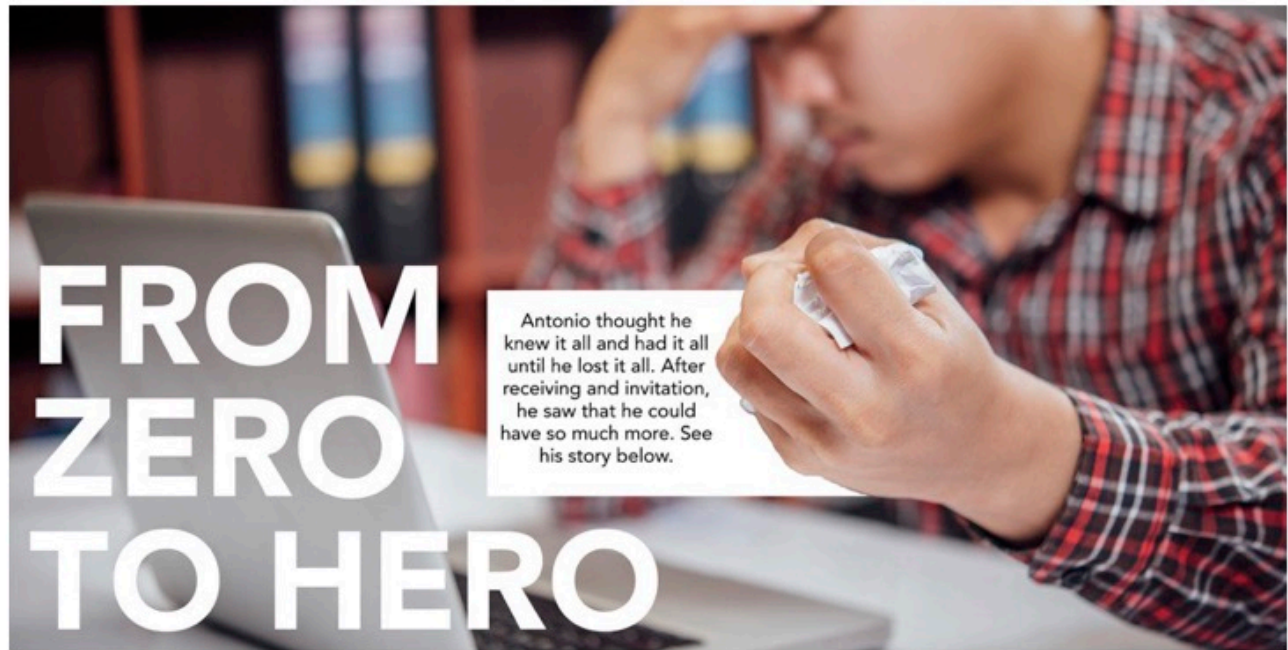 FROM
ZERO
TO HERO
Antonio thought he
knew it all and had it all
until he lost it all. After
receiving and invitation,
he saw that he could
have so much more. See
his story below.